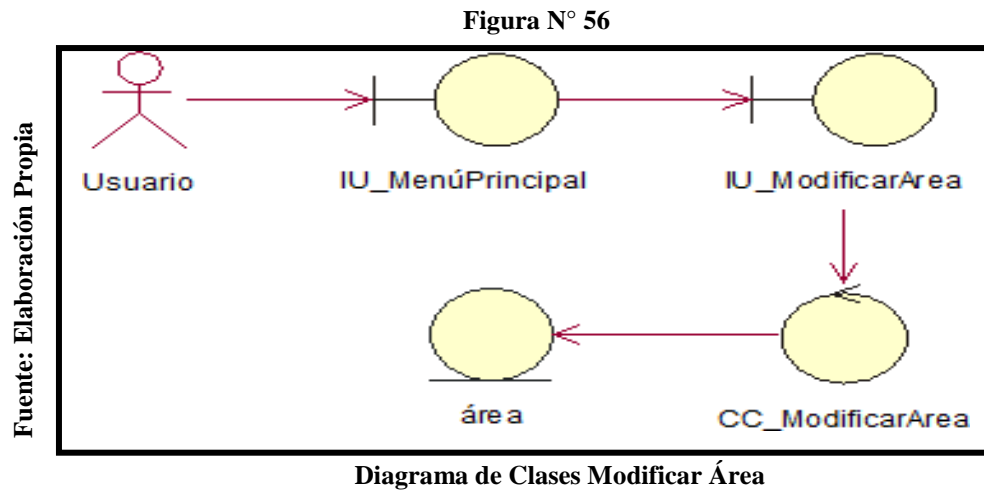 Figura N° 56
Fuente: Elaboración Propia
Usuario
IU_MenúPrincipal
IU_ModificarArea
área
CC_ModificarArea
Diagrama de Clases Modificar Área